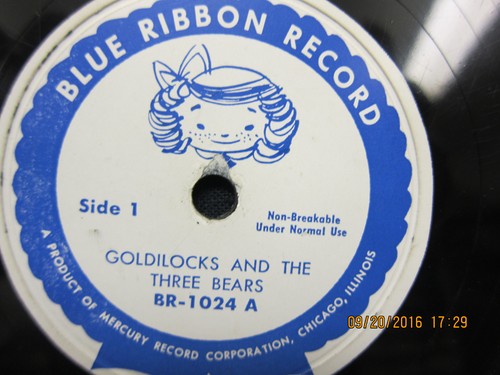 BLUE RIBBON RECORD
Side 1
Non-Breakable
Under Normal Use
GOLDILOCKS AND THE
THREE BEARS
BR-1024 A
A PRODUCT OF MERCURY RECORD CORPORATION, CHICAGO, ILLINOIS
09/20/2016 17:29